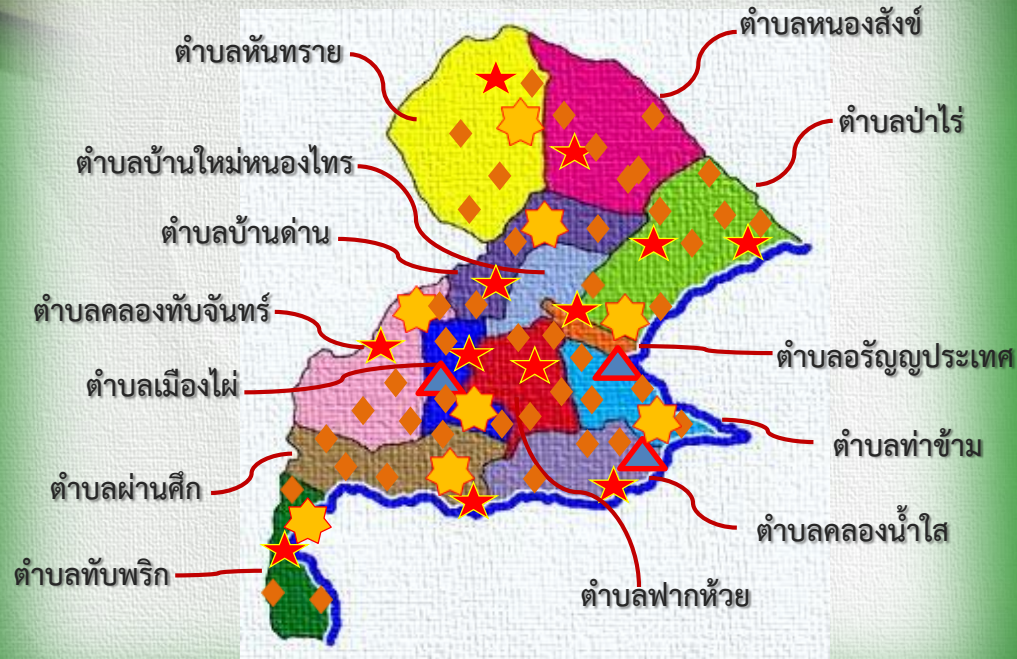 ตำบลหนองสังข์
ตำบลหันทราย
ตำบลป่าไร่
ตำบลบ้านใหม่หนองไทร
ตำบลบ้านด่าน
ตำบลคลองทับจันทร์
ตำบลอรัญญประเทศ
ตำบลเมืองไผ่
ตำบลท่าข้าม
ตำบลผ่านศึก
ตำบลคลองน้ำใส
ตำบลทับพริก
ตำบลฟากห้วย